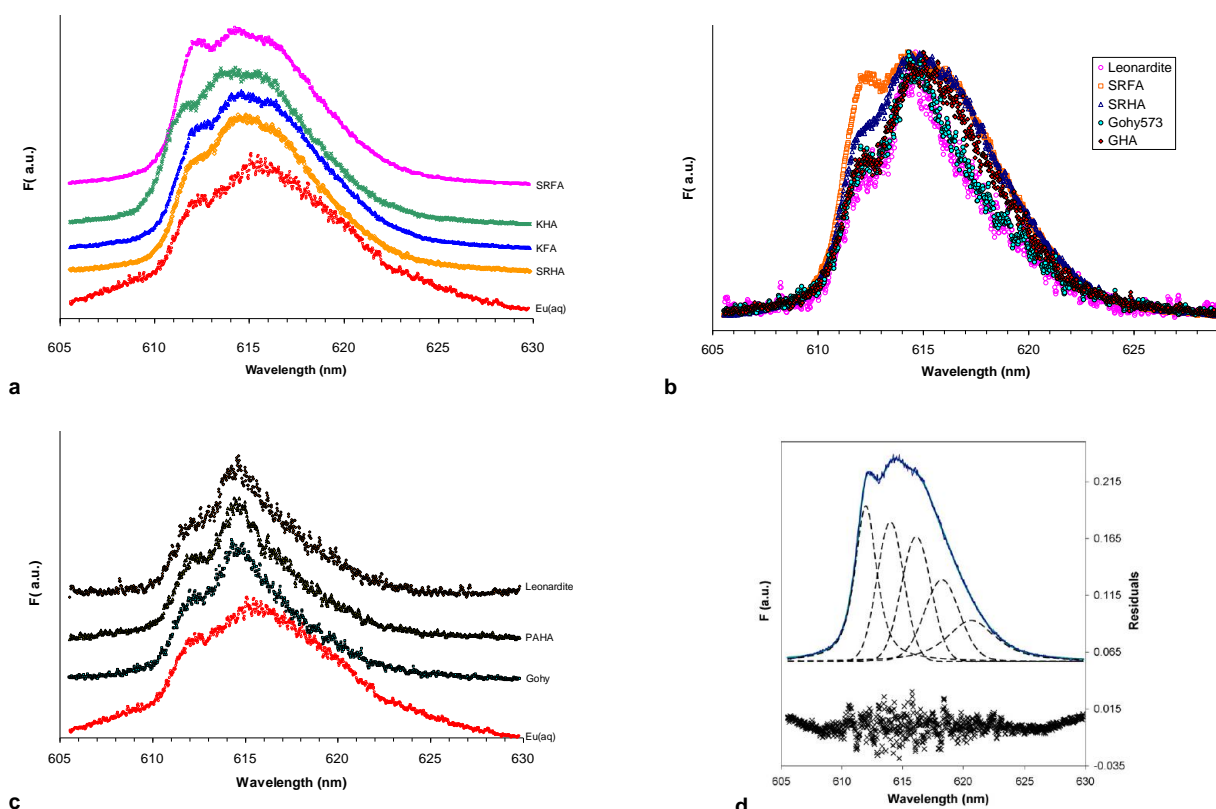 F( a.u.)
SRFA
KHA
KFA
SRHA
Eu(aq)
605 610 615 620 625 630
Wavelength (nm)
a
F( a.u.)
Leonardite
SRFA
SRHA
Gohy573
GHA
605 610 615 620 625
Wavelength (nm)
b
F( a.u.)
Leonardite
PAHA
Gohy
Eu(aq)
605 610 615 620 625 630
Wavelength (nm)
c
F (a.u.)
0.215
0.165
0.115
0.065
0.015
-0.035
Residuals
605 610 615 620 625 630
Wavelength (nm)
d